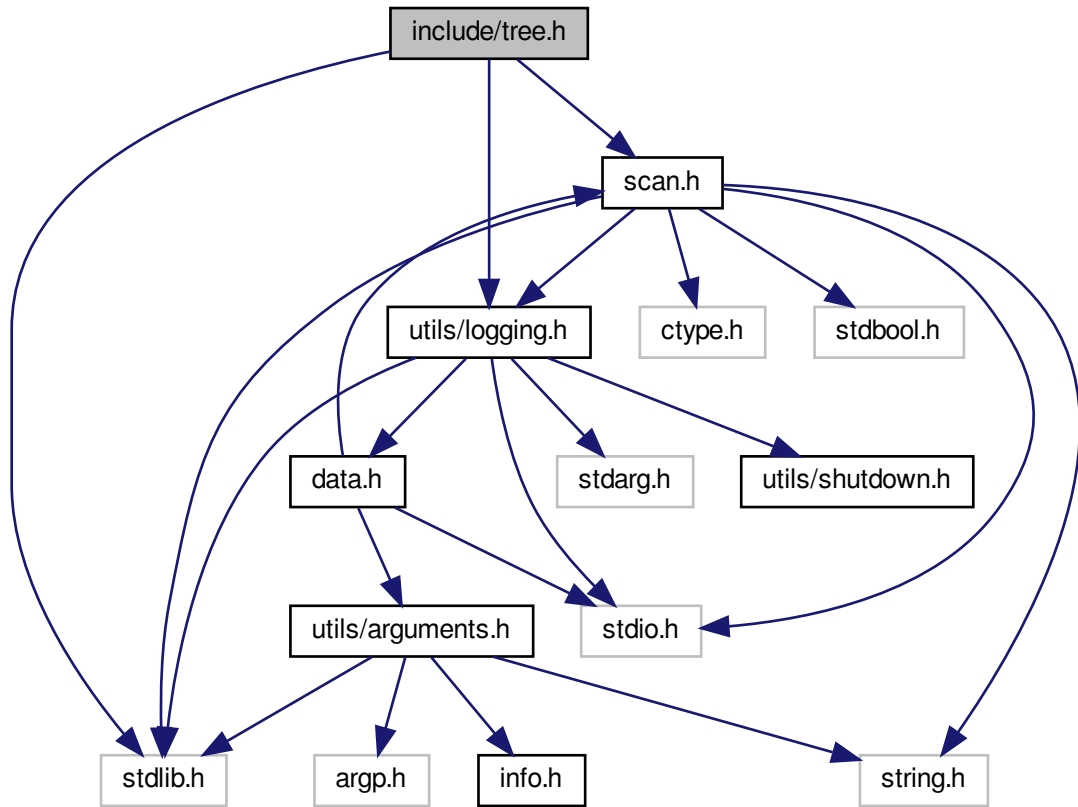 include/tree.h
scan.h
utils/logging.h
ctype.h
stdbool.h
data.h
stdarg.h
utils/shutdown.h
utils/arguments.h
stdio.h
stdlib.h
argp.h
info.h
string.h